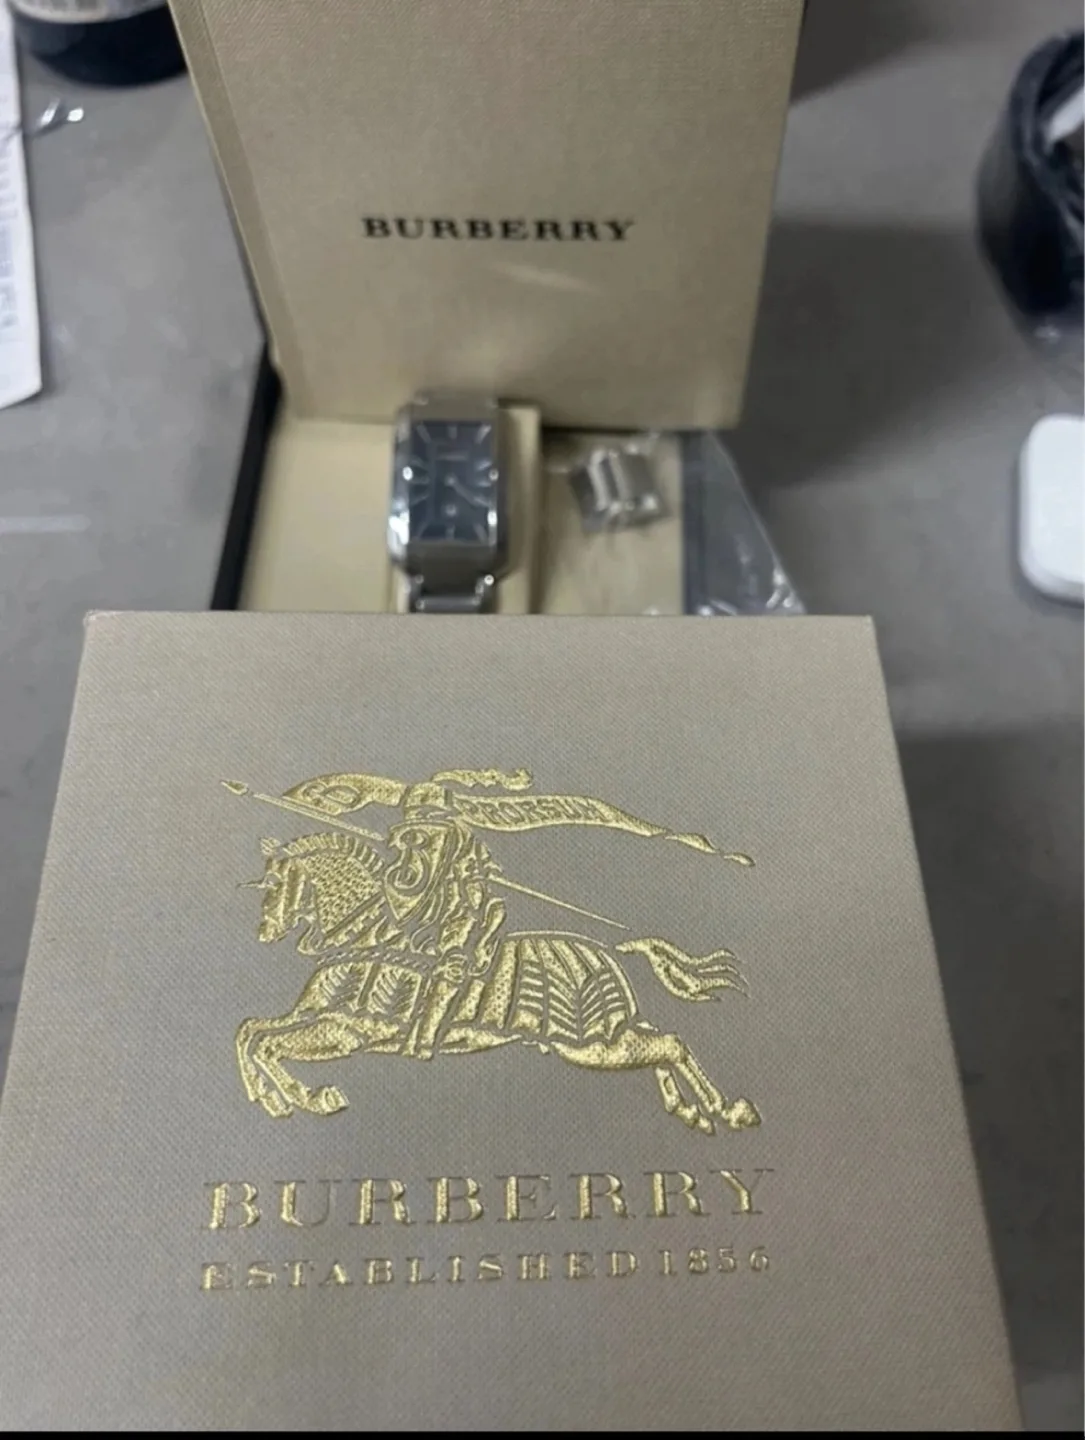 BURBERRY
PRORSUM
B
BURBERRY
ESTABLISHED 1856